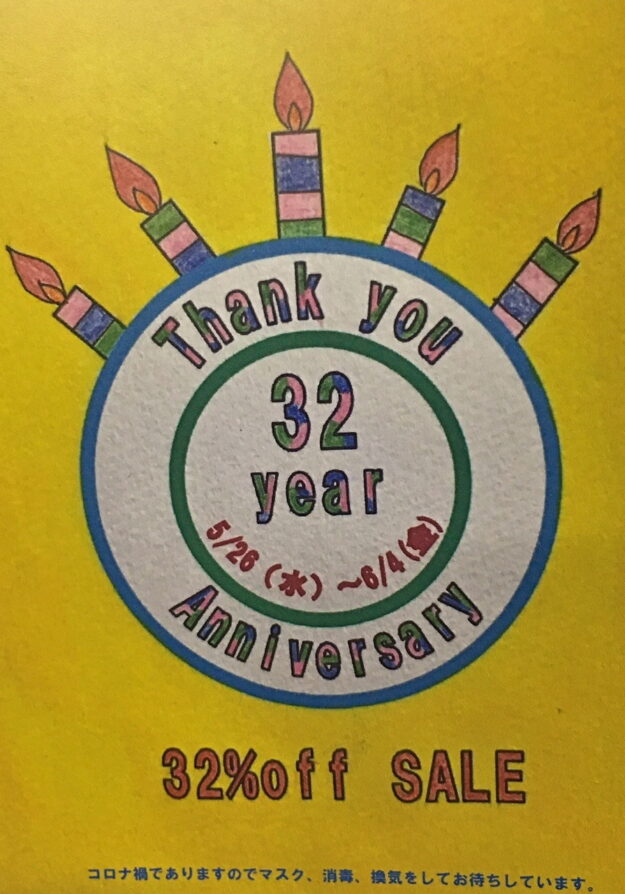 Thank you
32
year
5/26（水）～6/4(金)
Anniversary
32%off SALE
コロナ禍でありますのでマスク、消毒、換気をしてお待ちしています。